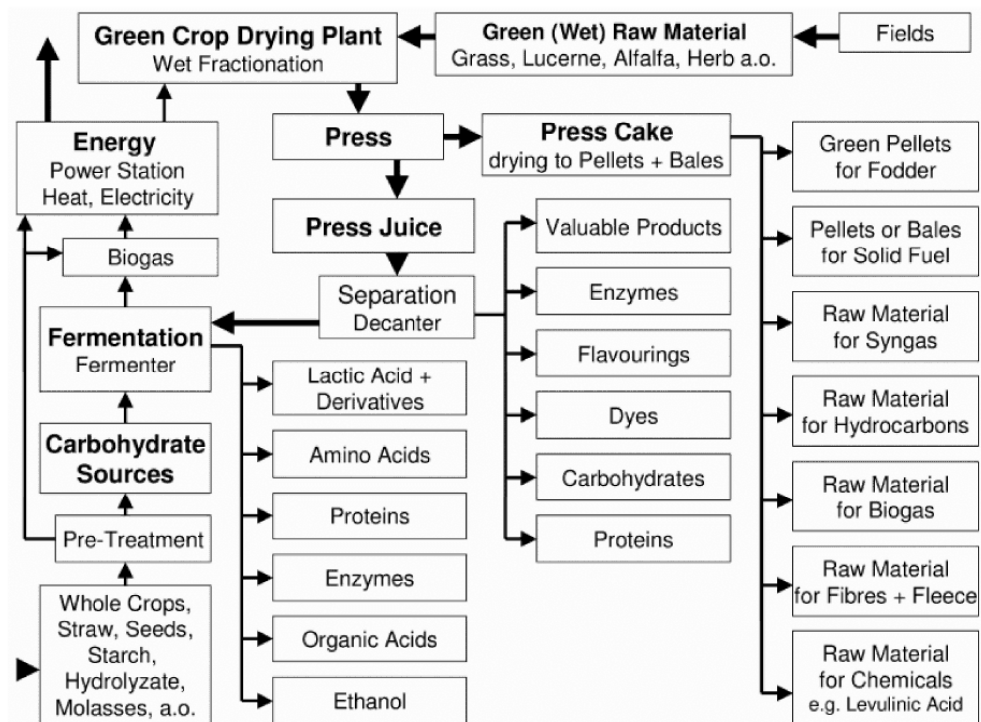 Green Crop Drying Plant
Wet Fractionation
Green (Wet) Raw Material
Grass, Lucerne, Alfalfa, Herb a.o.
Fields
Energy
Power Station
Heat, Electricity
Press
Press Cake
drying to Pellets + Bales
Green Pellets
for Fodder
Press Juice
Valuable Products
Pellets or Bales
for Solid Fuel
Biogas
Separation
Decanter
Enzymes
Raw Material
for Syngas
Fermentation
Fermenter
Flavourings
Lactic Acid +
Derivatives
Dyes
Raw Material
for Hydrocarbons
Carbohydrate
Sources
Amino Acids
Carbohydrates
Raw Material
for Biogas
Pre-Treatment
Proteins
Proteins
Raw Material
for Fibres + Fleece
Whole Crops,
Straw, Seeds,
Starch,
Hydrolyzate,
Molasses, a.o.
Enzymes
Organic Acids
Ethanol
Raw Material
for Chemicals
e.g. Levulinic Acid